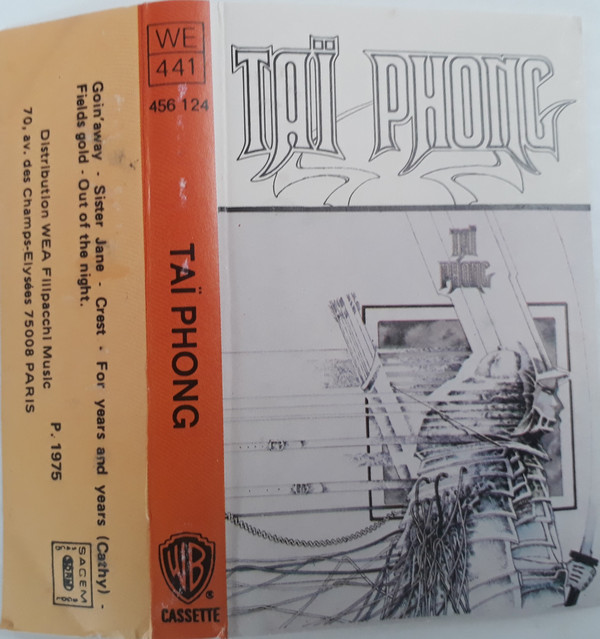 Goin'away - Sister Jane - Crest - For years and years (Cathy) -
Fields gold - Out of the night.
Distribution WEA Filipacchi Music P. 1975
70, av. des Champs-Elysées 75008 PARIS
SAGEM
WE
441
456 124
TAÏ PHONG
WB
CASSETTE
TAÏ PHONG
TAÏ
PHONG